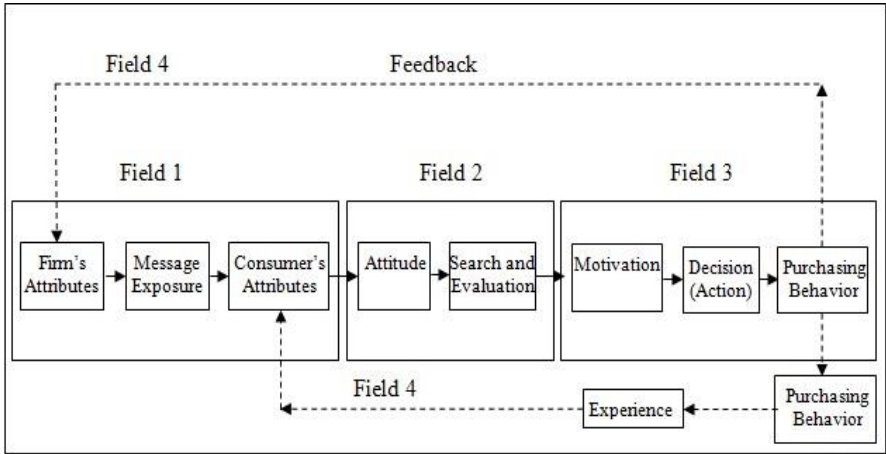 Field 4
Feedback
Field 1
Field 2
Field 3
Firm's
Attributes
Message
Exposure
Consumer's
Attributes
Attitude
Search and
Evaluation
Motivation
Decision
(Action)
Purchasing
Behavior
Field 4
Experience
Purchasing
Behavior